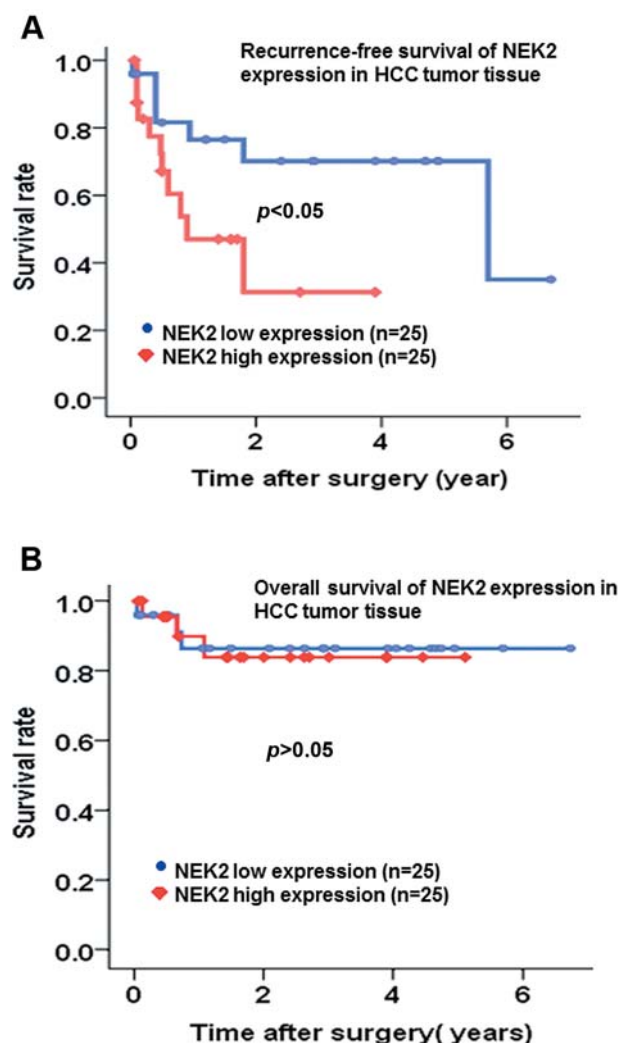 A
Recurrence-free survival of NEK2
expression in HCC tumor tissue
1.0
0.8
0.6
0.4
0.2
0.0
Survival rate
p<0.05
NEK2 low expression (n=25)
NEK2 high expression (n=25)
0 2 4 6
Time after surgery (year)
B
Overall survival of NEK2 expression in
HCC tumor tissue
1.0
0.8
0.6
0.4
0.2
0.0
Survival rate
p>0.05
NEK2 low expression (n=25)
NEK2 high expression (n=25)
0 2 4 6
Time after surgery( years)